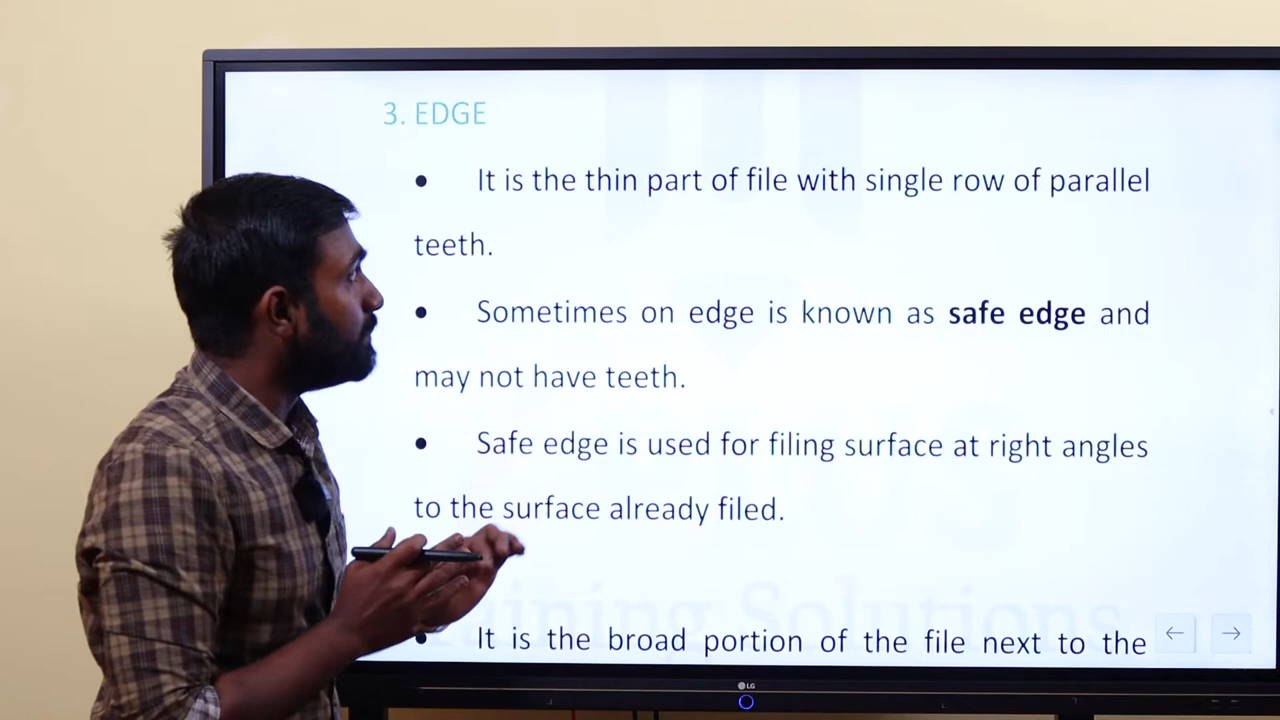 3. EDGE
• It is the thin part of file with single row of parallel
teeth.
• Sometimes on edge is known as safe edge and
may not have teeth.
• Safe edge is used for filing surface at right angles
to the surface already filed.
Training Solutions
• It is the broad portion of the file next to the
LG